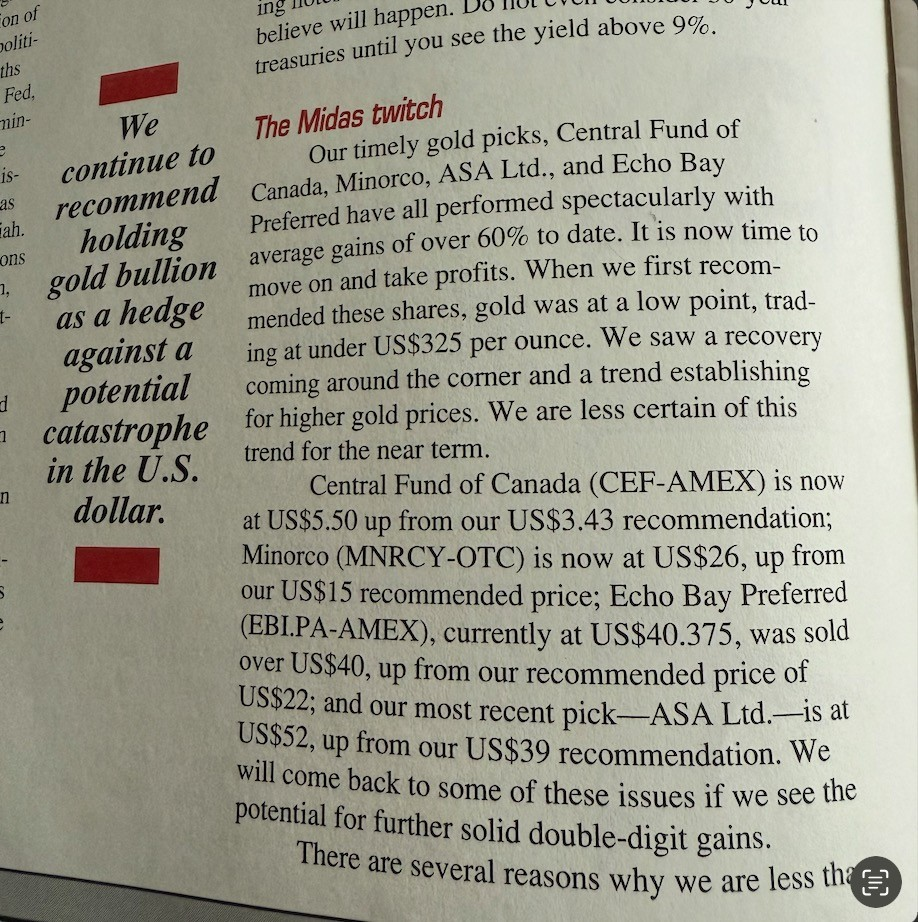 ion of
politi-
ths
Fed,
min-
e
is-
as
iah.
ons
n,
t-
d
n
n
-
s
e
We
continue to
recommend
holding
gold bullion
as a hedge
against a
potential
catastrophe
in the U.S.
dollar.
believe will happen. Do not even consider 30-year
treasuries until you see the yield above 9%.
The Midas twitch
Our timely gold picks, Central Fund of
Canada, Minorco, ASA Ltd., and Echo Bay
Preferred have all performed spectacularly with
average gains of over 60% to date. It is now time to
move on and take profits. When we first recom-
mended these shares, gold was at a low point, trad-
ing at under US$325 per ounce. We saw a recovery
coming around the corner and a trend establishing
for higher gold prices. We are less certain of this
trend for the near term.
Central Fund of Canada (CEF-AMEX) is now
at US$5.50 up from our US$3.43 recommendation;
Minorco (MNRCY-OTC) is now at US$26, up from
our US$15 recommended price; Echo Bay Preferred
(EBI.PA-AMEX), currently at US$40.375, was sold
over US$40, up from our recommended price of
US$22; and our most recent pick—ASA Ltd.—is at
US$52, up from our US$39 recommendation. We
will come back to some of these issues if we see the
potential for further solid double-digit gains.
There are several reasons why we are less tha